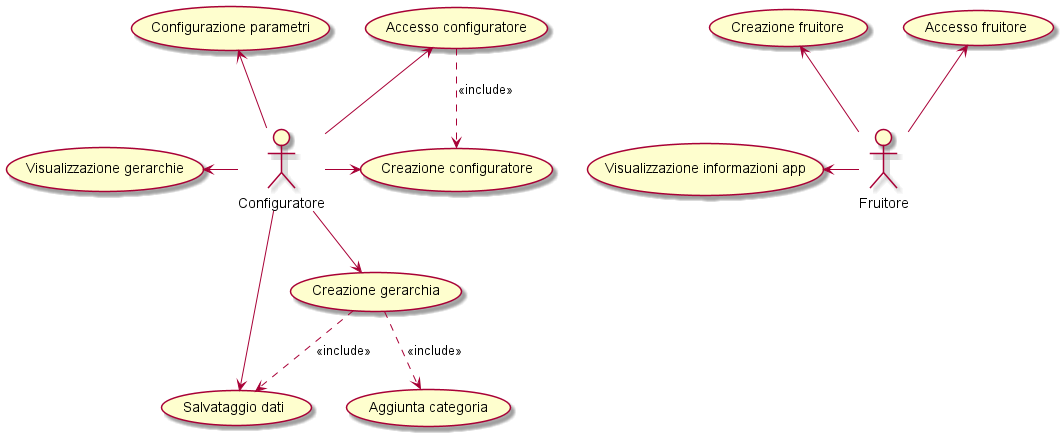 Configurazione parametri
Accesso configuratore
Creazione fruitore
Accesso fruitore
«include»
Visualizzazione gerarchie
Creazione configuratore
Visualizzazione informazioni app
Configuratore
Fruitore
Creazione gerarchia
«include»
«include»
Salvataggio dati
Aggiunta categoria